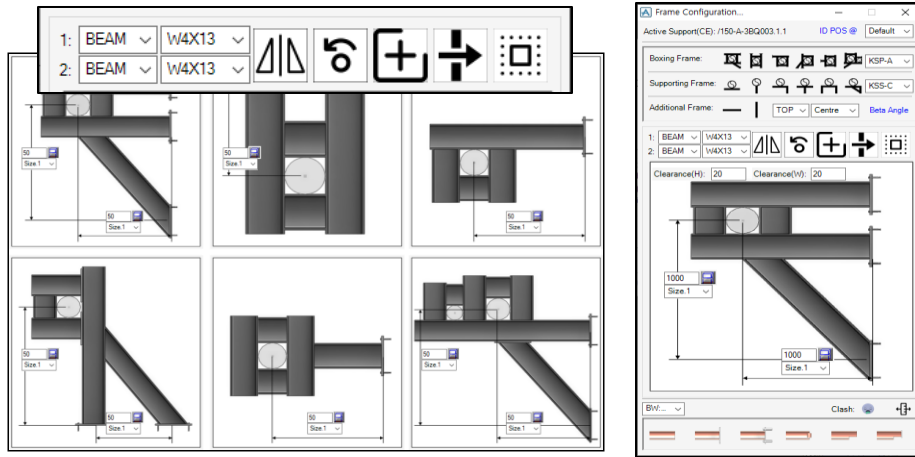 1: BEAM W4X13
2: BEAM W4X13
50
Size.1
50
Size.1
50
Size.1
50
Size.1
50
Size.1
50
Size.1
50
Size.1
50
Size.1
50
Size.1
Frame Configuration...
Active Support(CE): /150-A-3BQ003.1.1 ID POS @ Default
Boxing Frame: KSP-A
Supporting Frame: KSS-C
Additional Frame: TOP Centre Beta Angle
1: BEAM W4X13
2: BEAM W4X13
Clearance(H): 20 Clearance(W): 20
1000
Size.1
1000
Size.1
BW:... Clash: